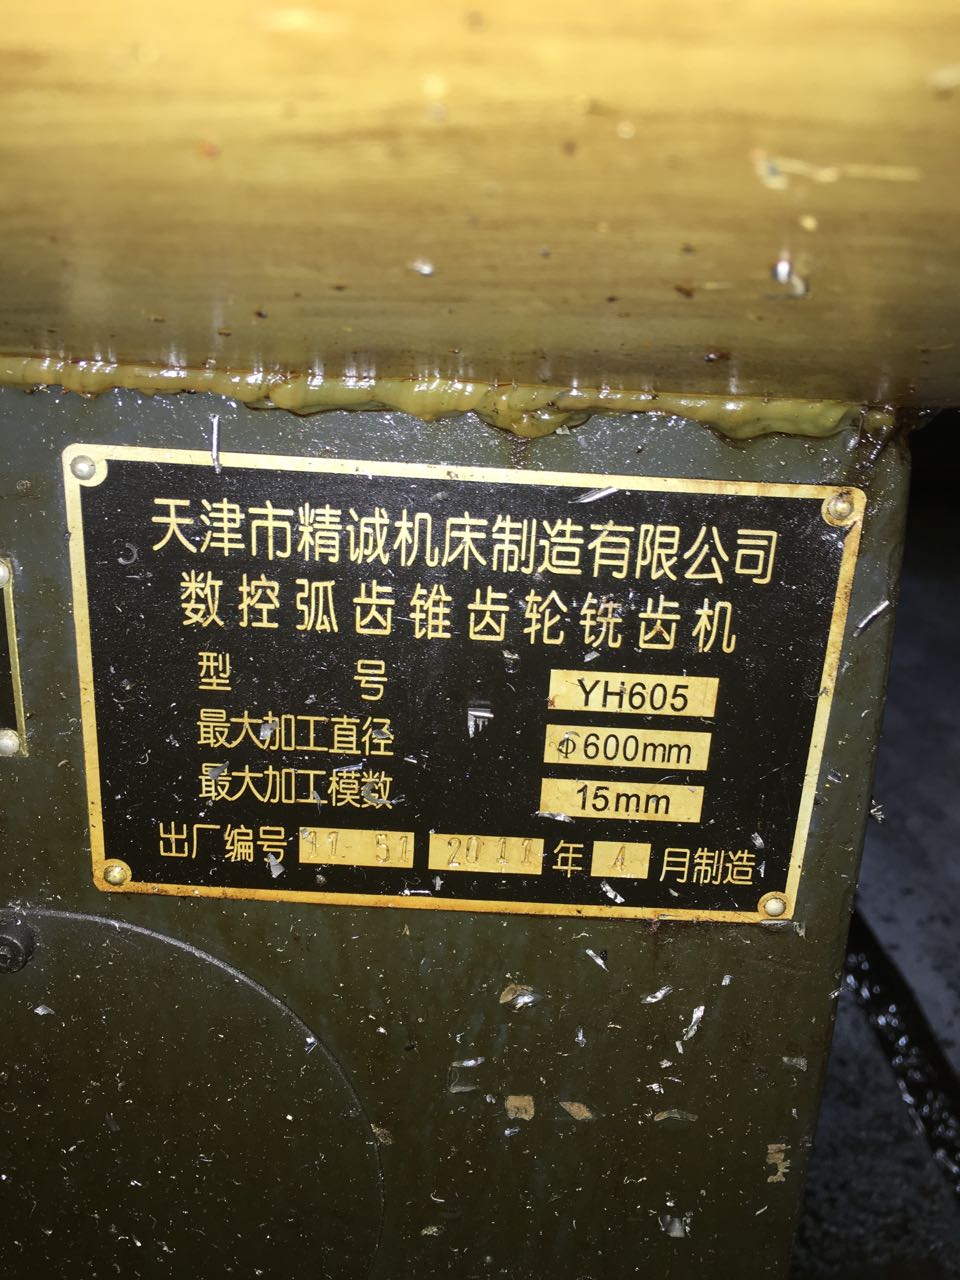 天津市精诚机床制造有限公司
数控弧齿锥齿轮铣齿机
型 号 YH605
最大加工直径 Φ600mm
最大加工模数 15mm
出厂编号 11 51 2011 年 4 月制造